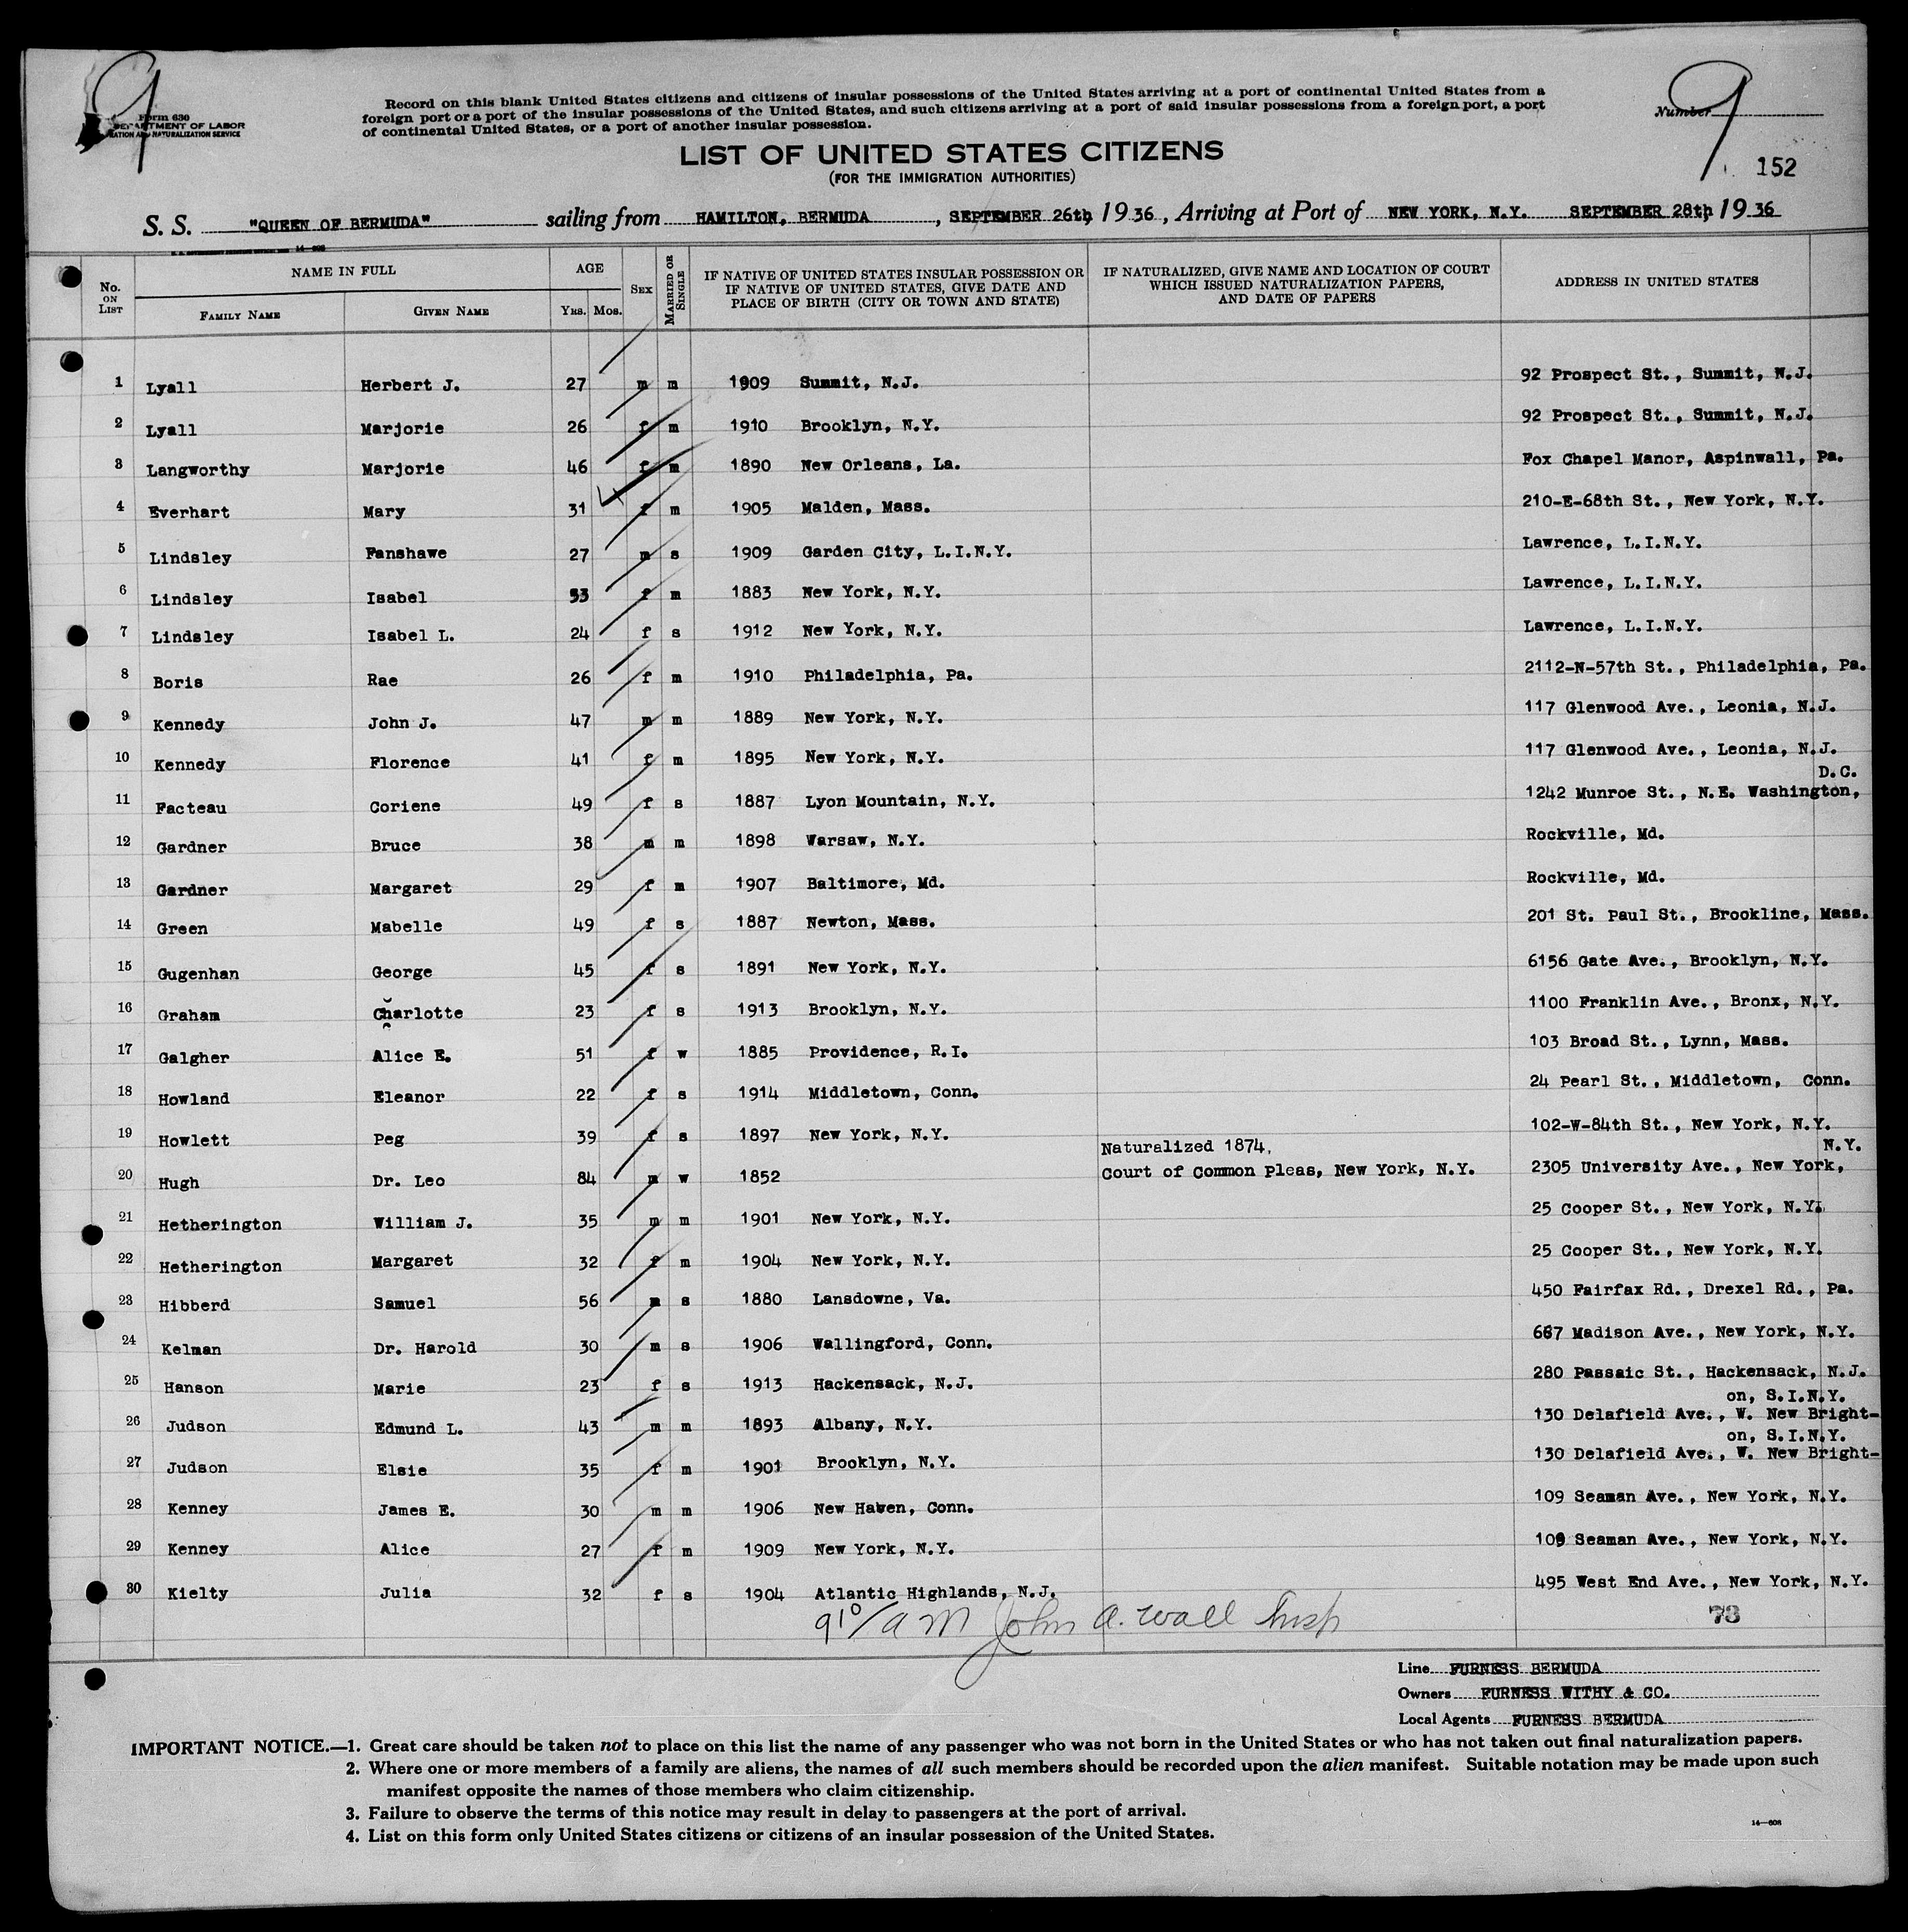 9
9
Form 630
DEPARTMENT OF LABOR
NATURALIZATION SERVICE
Number
152
Record on this blank United States citizens and citizens of insular possessions of the United States arriving at a port of continental United States from a
foreign port or a port of the insular possessions of the United States, and such citizens arriving at a port of said insular possessions from a foreign port, a port
of continental United States, or a port of another insular possession.
LIST OF UNITED STATES CITIZENS
(FOR THE IMMIGRATION AUTHORITIES)
S. S. "QUEEN OF BERMUDA" sailing from HAMILTON, BERMUDA, SEPTEMBER 26th, 1936, Arriving at Port of NEW YORK, N.Y. SEPTEMBER 28th, 1936
No. ON LIST NAME IN FULL FAMILY NAME GIVEN NAME AGE YRS. MOS. SEX MARRIED OR SINGLE IF NATIVE OF UNITED STATES INSULAR POSSESSION OR IF NATIVE OF UNITED STATES, GIVE DATE AND PLACE OF BIRTH (CITY OR TOWN AND STATE) IF NATURALIZED, GIVE NAME AND LOCATION OF COURT WHICH ISSUED NATURALIZATION PAPERS, AND DATE OF PAPERS ADDRESS IN UNITED STATES
1 Lyall Herbert J. 27 m m 1909 Summit, N.J. 92 Prospect St., Summit, N.J.
2 Lyall Marjorie 26 f m 1910 Brooklyn, N.Y. 92 Prospect St., Summit, N.J.
3 Langworthy Marjorie 46 f m 1890 New Orleans, La. Fox Chapel Manor, Aspinwall, Pa.
4 Everhart Mary 31 f m 1905 Malden, Mass. 210-E-68th St., New York, N.Y.
5 Lindsley Fanshawe 27 m s 1909 Garden City, L.I.N.Y. Lawrence, L.I.N.Y.
6 Lindsley Isabel 53 f m 1883 New York, N.Y. Lawrence, L.I.N.Y.
7 Lindsley Isabel L. 24 f s 1912 New York, N.Y. Lawrence, L.I.N.Y.
8 Boris Rae 26 f m 1910 Philadelphia, Pa. 2112-N-57th St., Philadelphia, Pa.
9 Kennedy John J. 47 m m 1889 New York, N.Y. 117 Glenwood Ave., Leonia, N.J.
10 Kennedy Florence 41 f m 1895 New York, N.Y. 117 Glenwood Ave., Leonia, N.J.
D.C.
11 Facteau Coriene 49 f s 1887 Lyon Mountain, N.Y. 1242 Munroe St., N.E. Washington,
12 Gardner Bruce 38 m m 1898 Warsaw, N.Y. Rockville, Md.
13 Gardner Margaret 29 f m 1907 Baltimore, Md. Rockville, Md.
14 Green Mabelle 49 f s 1887 Newton, Mass. 201 St. Paul St., Brookline, Mass.
15 Gugenhan George 45 f s 1891 New York, N.Y. 6156 Gate Ave., Brooklyn, N.Y.
16 Graham Charlotte 23 f s 1913 Brooklyn, N.Y. 1100 Franklin Ave., Bronx, N.Y.
17 Galgher Alice E. 51 f w 1885 Providence, R.I. 103 Broad St., Lynn, Mass.
18 Howland Eleanor 22 f s 1914 Middletown, Conn. 24 Pearl St., Middletown, Conn.
19 Howlett Peg 39 f s 1897 New York, N.Y. 102-W-84th St., New York, N.Y.
Naturalized 1874, N.Y.
20 Hugh Dr. Leo 84 m w 1852 Court of Common Pleas, New York, N.Y. 2305 University Ave., New York,
21 Hetherington William J. 35 m m 1901 New York, N.Y. 25 Cooper St., New York, N.Y.
22 Hetherington Margaret 32 f m 1904 New York, N.Y. 25 Cooper St., New York, N.Y.
23 Hibberd Samuel 56 m s 1880 Lansdowne, Va. 450 Fairfax Rd., Drexel Rd., Pa.
24 Kelman Dr. Harold 30 m s 1906 Wallingford, Conn. 667 Madison Ave., New York, N.Y.
25 Hanson Marie 23 f s 1913 Hackensack, N.J. 280 Passaic St., Hackensack, N.J.
on, S.I.N.Y.
26 Judson Edmund L. 43 m m 1893 Albany, N.Y. 130 Delafield Ave., W. New Bright-
on, S.I.N.Y.
27 Judson Elsie 35 f m 1901 Brooklyn, N.Y. 130 Delafield Ave., W. New Bright-
28 Kenney James E. 30 m m 1906 New Haven, Conn. 109 Seaman Ave., New York, N.Y.
29 Kenney Alice 27 f m 1909 New York, N.Y. 109 Seaman Ave., New York, N.Y.
30 Kielty Julia 32 f s 1904 Atlantic Highlands, N.J. 495 West End Ave., New York, N.Y.
910/AM John A. Wall Insp
73
Line FURNESS BERMUDA
Owners FURNESS WITHY & CO.
Local Agents FURNESS BERMUDA
IMPORTANT NOTICE.—1. Great care should be taken not to place on this list the name of any passenger who was not born in the United States or who has not taken out final naturalization papers.
2. Where one or more members of a family are aliens, the names of all such members should be recorded upon the alien manifest. Suitable notation may be made upon such
manifest opposite the names of those members who claim citizenship.
3. Failure to observe the terms of this notice may result in delay to passengers at the port of arrival.
4. List on this form only United States citizens or citizens of an insular possession of the United States.
14—608